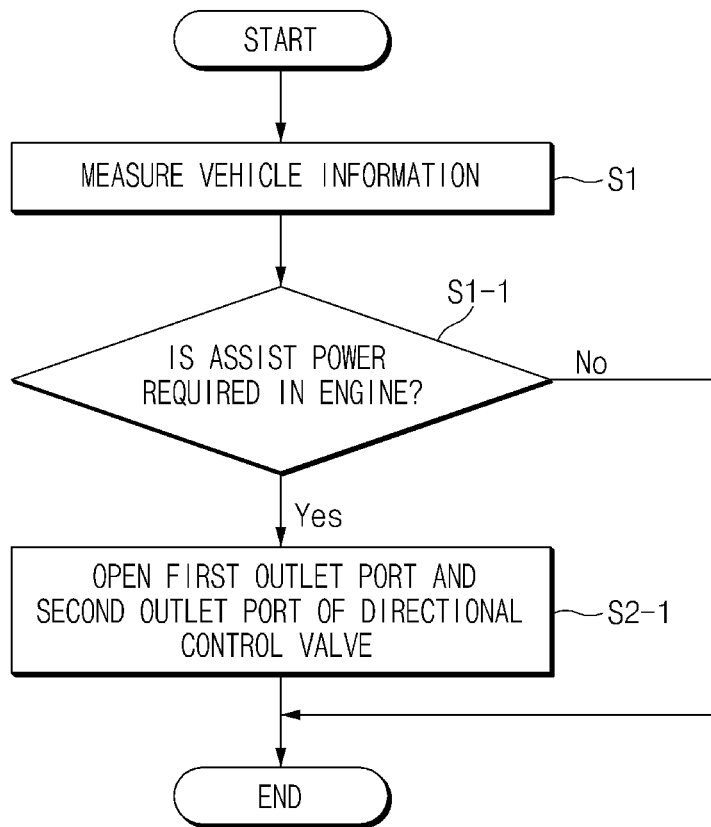 START
MEASURE VEHICLE INFORMATION
S1
S1-1
IS ASSIST POWER
REQUIRED IN ENGINE?
No
Yes
OPEN FIRST OUTLET PORT AND
SECOND OUTLET PORT OF DIRECTIONAL
CONTROL VALVE
S2-1
END